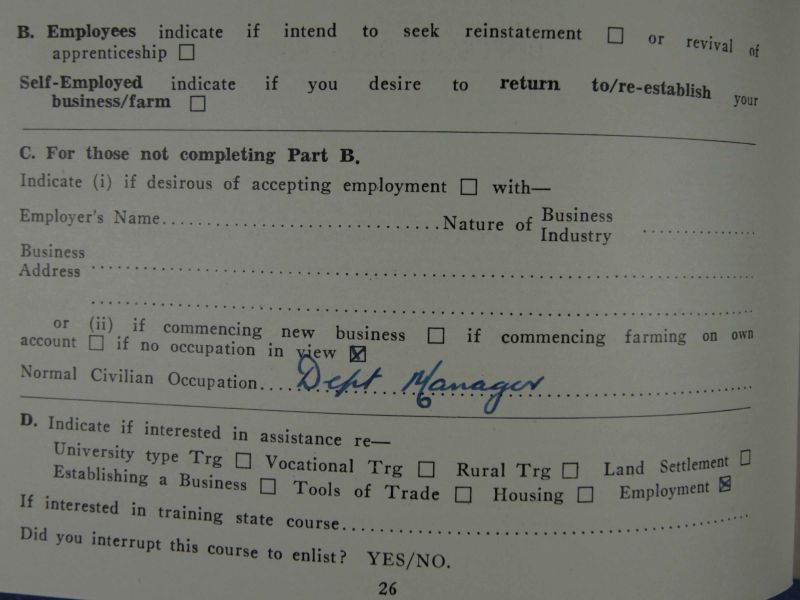 B. Employees indicate if intend to seek reinstatement ☐ or revival of
apprenticeship ☐
Self-Employed indicate if you desire to return to/re-establish your
business/farm ☐
C. For those not completing Part B.
Indicate (i) if desirous of accepting employment ☐ with—
Employer's Name.............................Nature of Business Industry ..............
Business
Address ........................................................................
........................................................................
or (ii) if commencing new business ☐ if commencing farming on own
account ☐ if no occupation in view ☒
Normal Civilian Occupation.... Dept Manager
D. Indicate if interested in assistance re—
University type Trg ☐ Vocational Trg ☐ Rural Trg ☐ Land Settlement ☐
Establishing a Business ☐ Tools of Trade ☐ Housing ☐ Employment ☒
If interested in training state course..................................................
Did you interrupt this course to enlist? YES/NO.
26